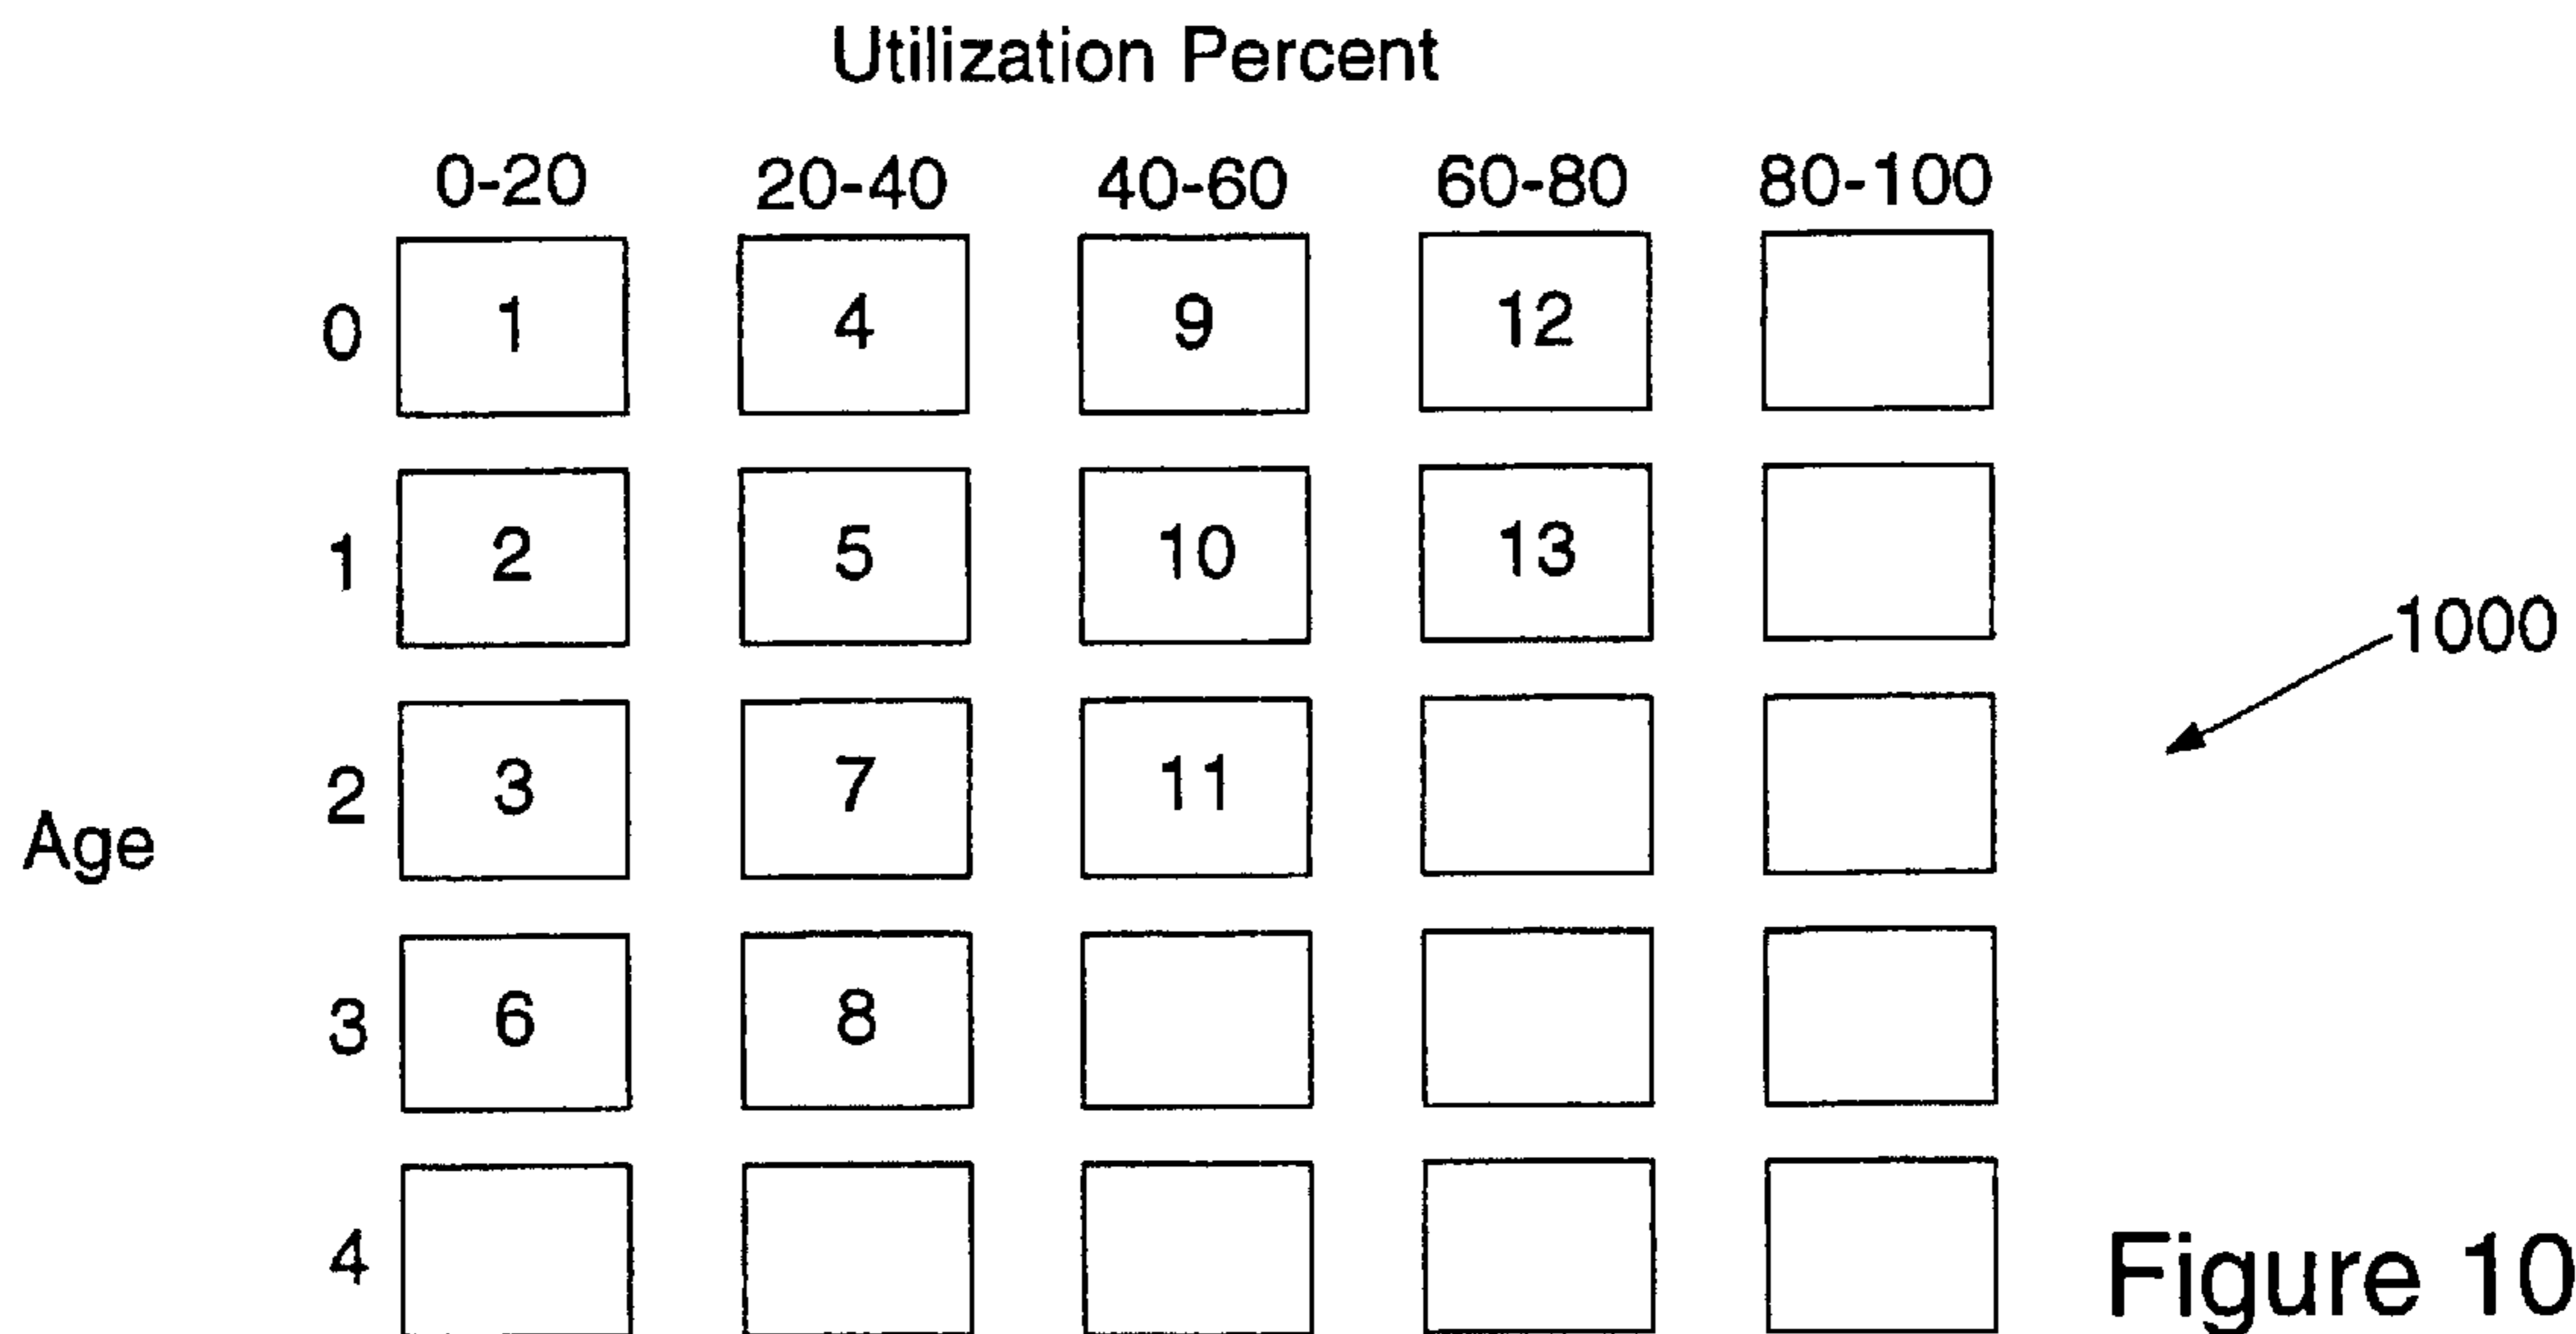 Utilization Percent
0-20 20-40 40-60 60-80 80-100
0 1 4 9 12
1 2 5 10 13
1000
2 3 7 11
Age
3 6 8
4
Figure 10